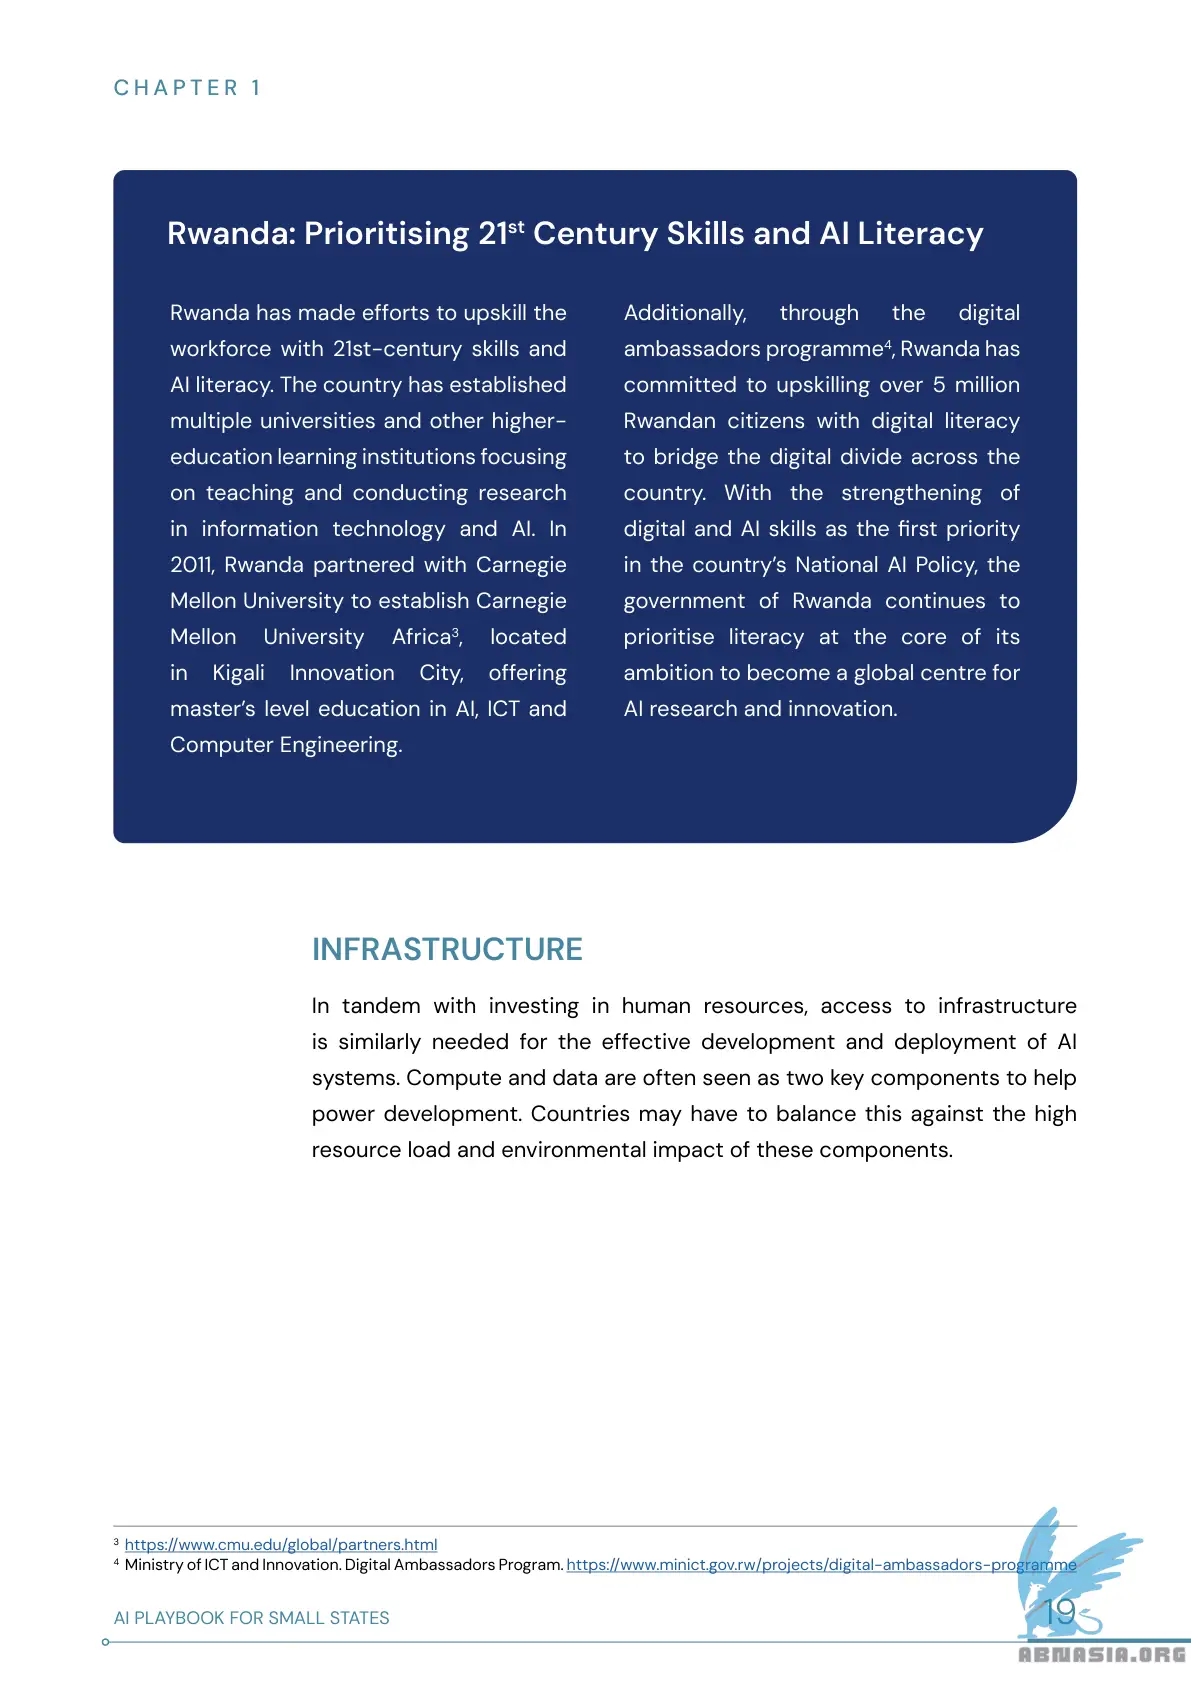 CHAPTER 1
Rwanda: Prioritising 21st Century Skills and AI Literacy
Rwanda has made efforts to upskill the
workforce with 21st-century skills and
AI literacy. The country has established
multiple universities and other higher-
education learning institutions focusing
on teaching and conducting research
in information technology and AI. In
2011, Rwanda partnered with Carnegie
Mellon University to establish Carnegie
Mellon University Africa3, located
in Kigali Innovation City, offering
master's level education in AI, ICT and
Computer Engineering.
Additionally, through the digital
ambassadors programme4, Rwanda has
committed to upskilling over 5 million
Rwandan citizens with digital literacy
to bridge the digital divide across the
country. With the strengthening of
digital and AI skills as the first priority
in the country's National AI Policy, the
government of Rwanda continues to
prioritise literacy at the core of its
ambition to become a global centre for
AI research and innovation.
INFRASTRUCTURE
In tandem with investing in human resources, access to infrastructure
is similarly needed for the effective development and deployment of AI
systems. Compute and data are often seen as two key components to help
power development. Countries may have to balance this against the high
resource load and environmental impact of these components.
3 https://www.cmu.edu/global/partners.html
4 Ministry of ICT and Innovation. Digital Ambassadors Program. https://www.minict.gov.rw/projects/digital-ambassadors-programme
AI PLAYBOOK FOR SMALL STATES
19
ABNASIA.ORG